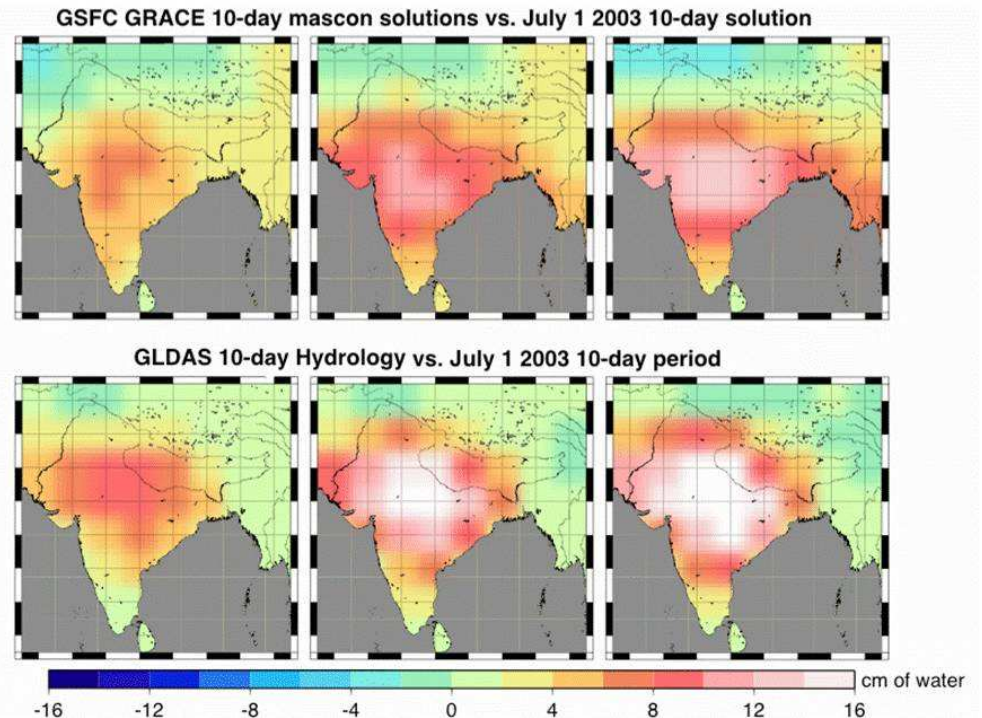 GSFC GRACE 10-day mascon solutions vs. July 1 2003 10-day solution
GLDAS 10-day Hydrology vs. July 1 2003 10-day period
cm of water
-16 -12 -8 -4 0 4 8 12 16